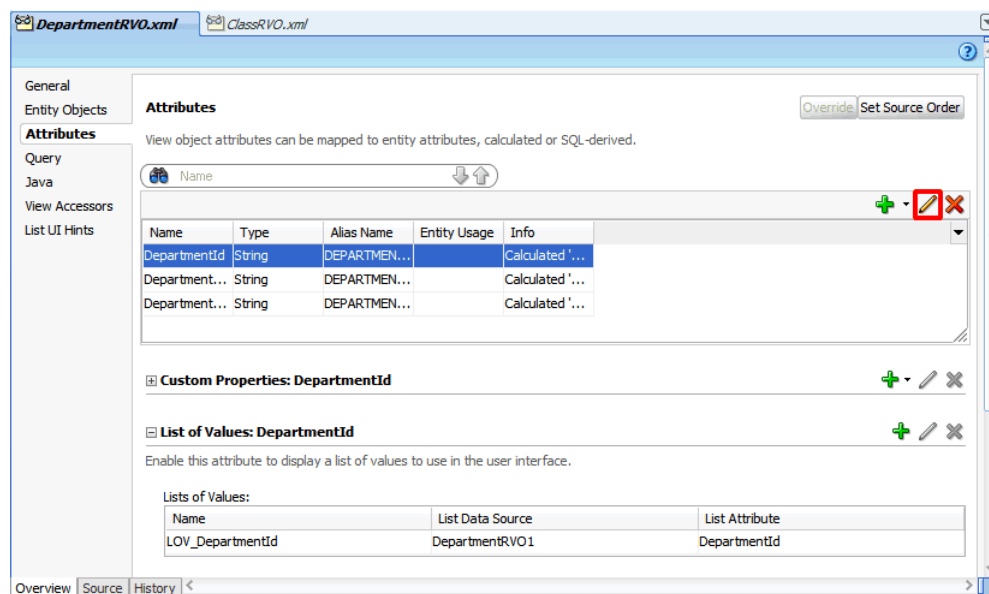 DepartmentRVO.xml ClassRVO.xml
General
Entity Objects
Attributes
Query
Java
View Accessors
List UI Hints
Attributes
Override Set Source Order
View object attributes can be mapped to entity attributes, calculated or SQL-derived.
Name
Name Type Alias Name Entity Usage Info
DepartmentId String DEPARTMEN... Calculated '...
Department... String DEPARTMEN... Calculated '...
Department... String DEPARTMEN... Calculated '...
Custom Properties: DepartmentId
List of Values: DepartmentId
Enable this attribute to display a list of values to use in the user interface.
Lists of Values:
Name List Data Source List Attribute
LOV_DepartmentId DepartmentRVO1 DepartmentId
Overview Source History